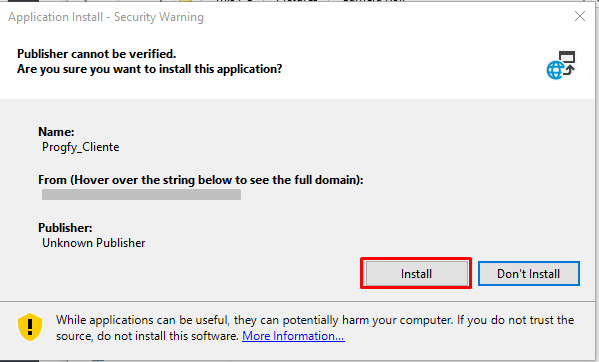 Application Install - Security Warning
Publisher cannot be verified.
Are you sure you want to install this application?
Name:
Progfy_Cliente
From (Hover over the string below to see the full domain):
Publisher:
Unknown Publisher
Install
Don't Install
While applications can be useful, they can potentially harm your computer. If you do not trust the
source, do not install this software. More Information...